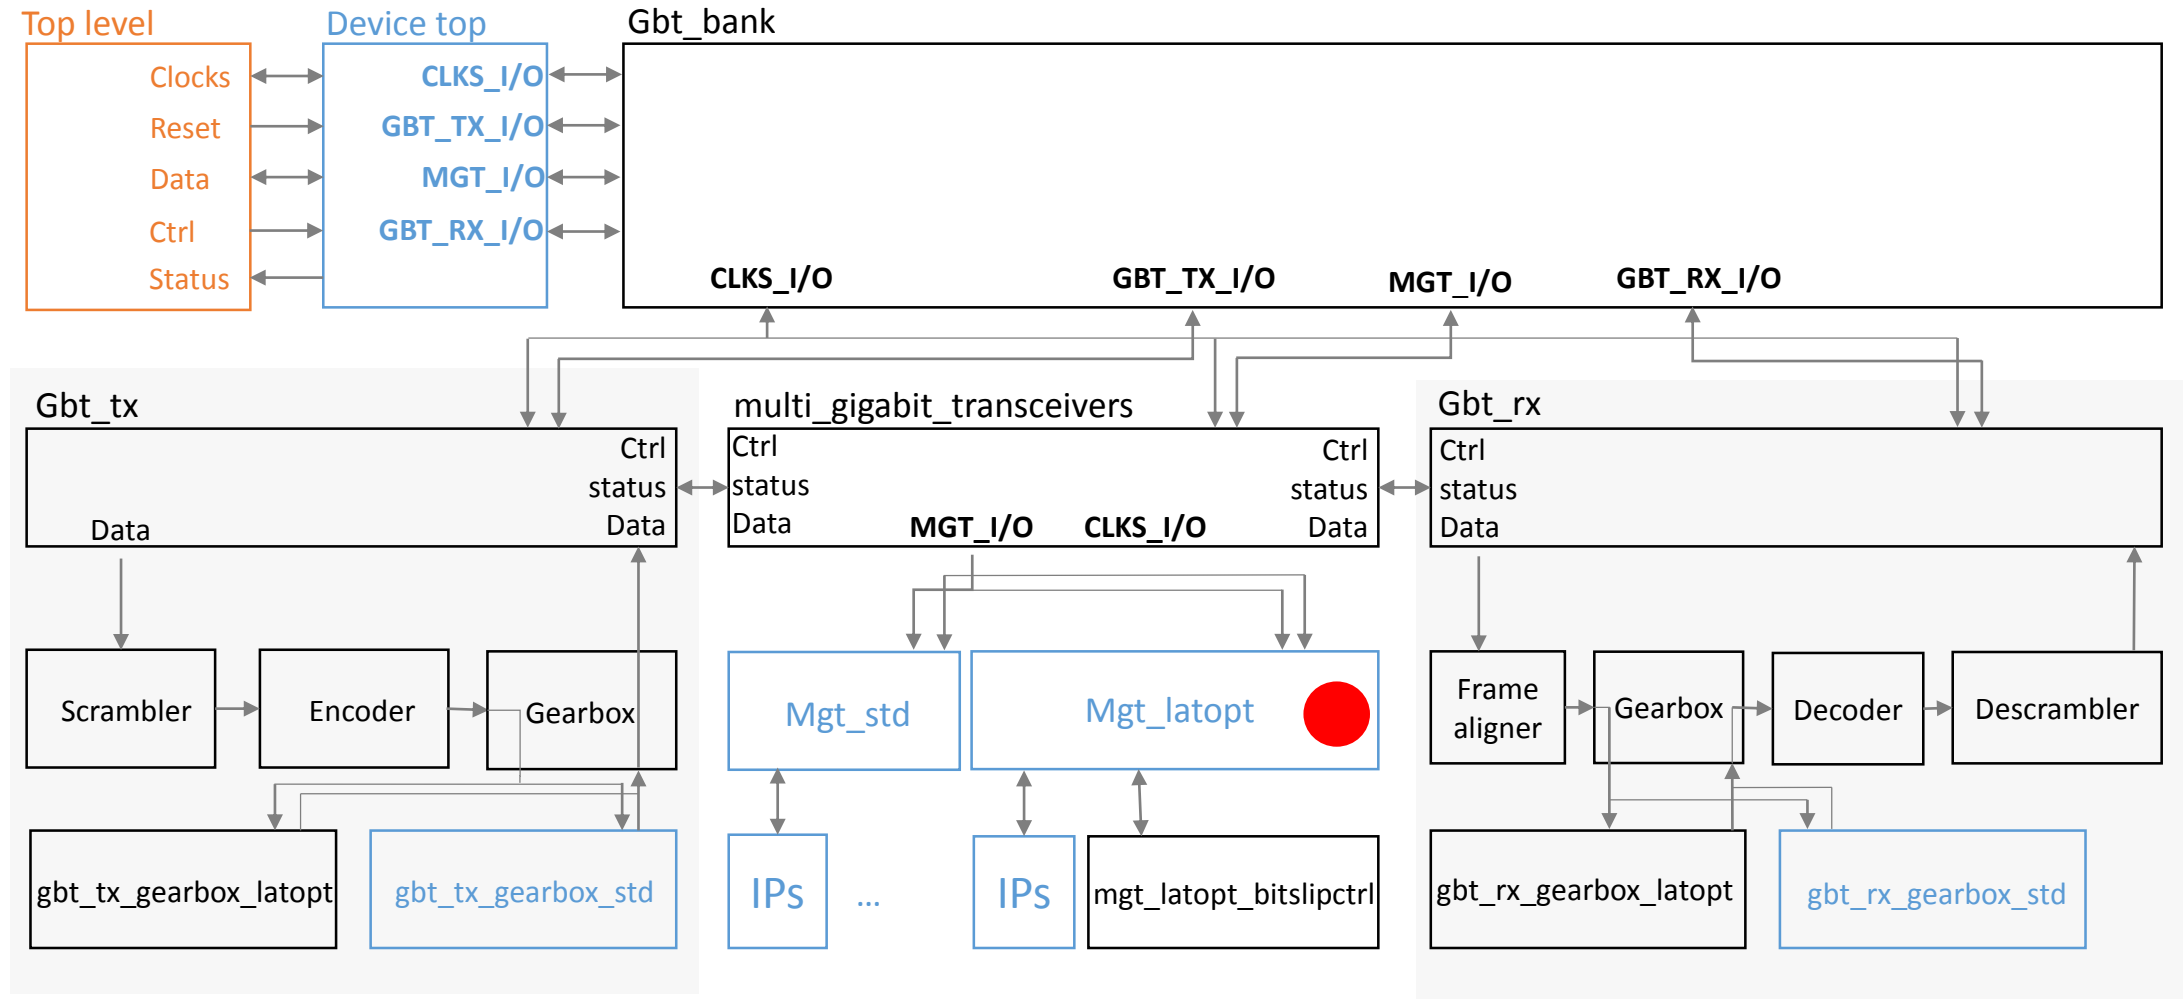 Top level
Device top
Gbt_bank
Clocks
CLKS_I/O
Reset
GBT_TX_I/O
Data
MGT_I/O
Ctrl
GBT_RX_I/O
Status
CLKS_I/O
GBT_TX_I/O
MGT_I/O
GBT_RX_I/O
Gbt_tx
multi_gigabit_transceivers
Gbt_rx
Ctrl
status
Data
Data
Ctrl
status
Data
MGT_I/O
CLKS_I/O
Ctrl
status
Data
Ctrl
status
Data
Scrambler
Encoder
Gearbox
Mgt_std
Mgt_latopt
Frame
aligner
Gearbox
Decoder
Descrambler
gbt_tx_gearbox_latopt
gbt_tx_gearbox_std
IPs
...
IPs
mgt_latopt_bitslipctrl
gbt_rx_gearbox_latopt
gbt_rx_gearbox_std